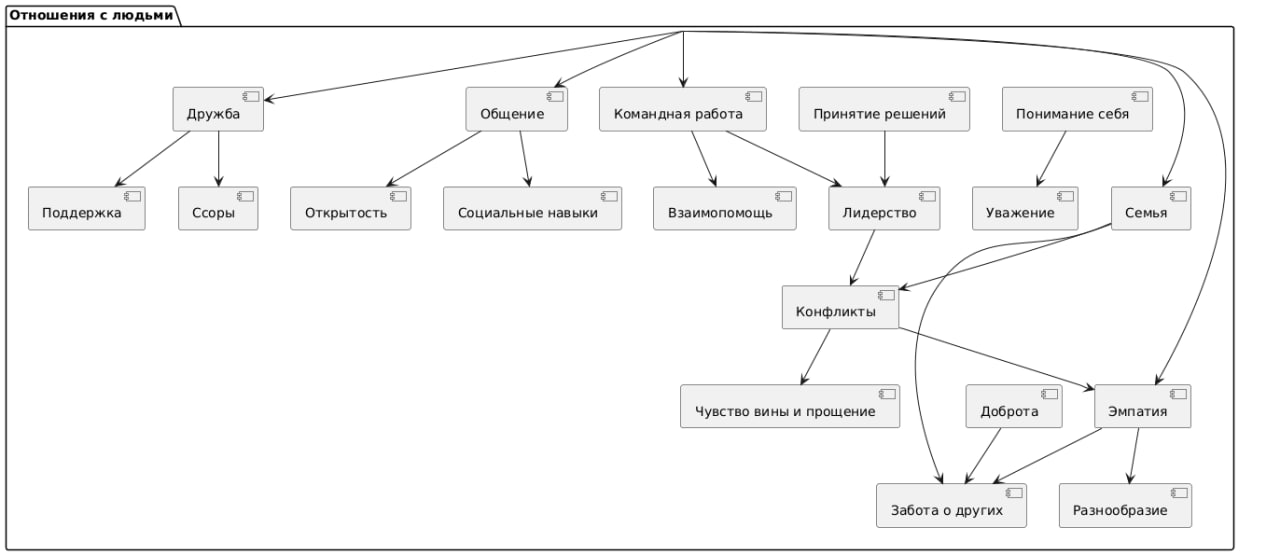 Отношения с людьми
Дружба
Общение
Командная работа
Принятие решений
Понимание себя
Поддержка
Ссоры
Открытость
Социальные навыки
Взаимопомощь
Лидерство
Уважение
Семья
Конфликты
Чувство вины и прощение
Доброта
Эмпатия
Забота о других
Разнообразие